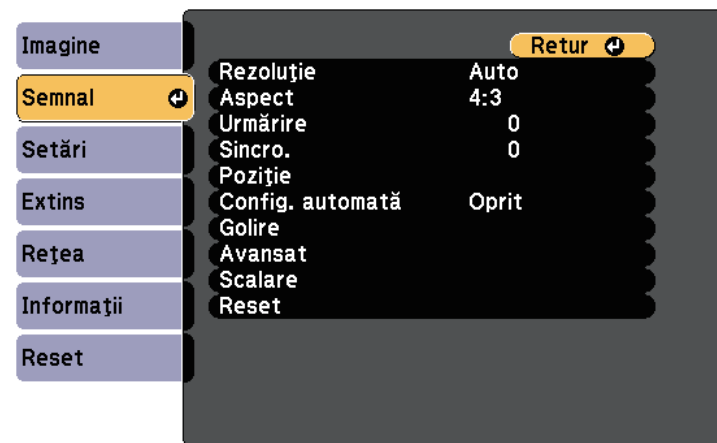 Imagine
Semnal
Setări
Extins
Reţea
Informaţii
Reset
Retur
Rezoluţie Auto
Aspect 4:3
Urmărire 0
Sincro. 0
Poziţie
Config. automată Oprit
Golire
Avansat
Scalare
Reset